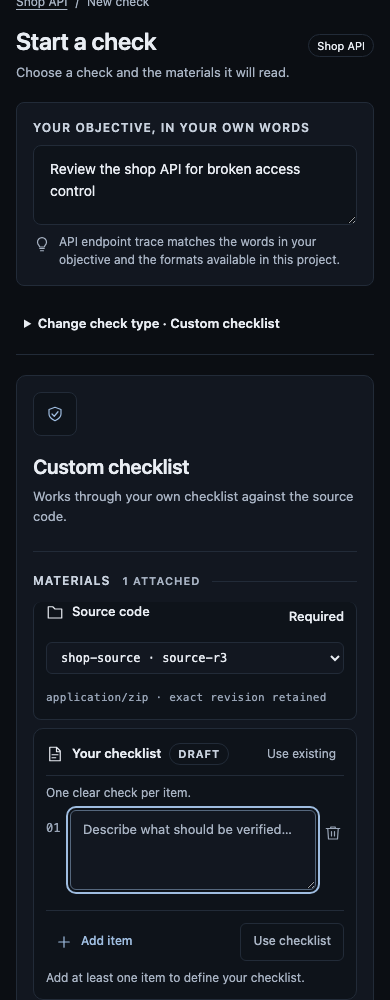 Shop API / New check
Start a check
Shop API
Choose a check and the materials it will read.
YOUR OBJECTIVE, IN YOUR OWN WORDS
Review the shop API for broken access
control
API endpoint trace matches the words in your
objective and the formats available in this project.
Change check type · Custom checklist
Custom checklist
Works through your own checklist against the source
code.
MATERIALS 1 ATTACHED
Source code
Required
shop-source · source-r3
application/zip · exact revision retained
Your checklist DRAFT Use existing
One clear check per item.
01 Describe what should be verified…
Add item Use checklist
Add at least one item to define your checklist.